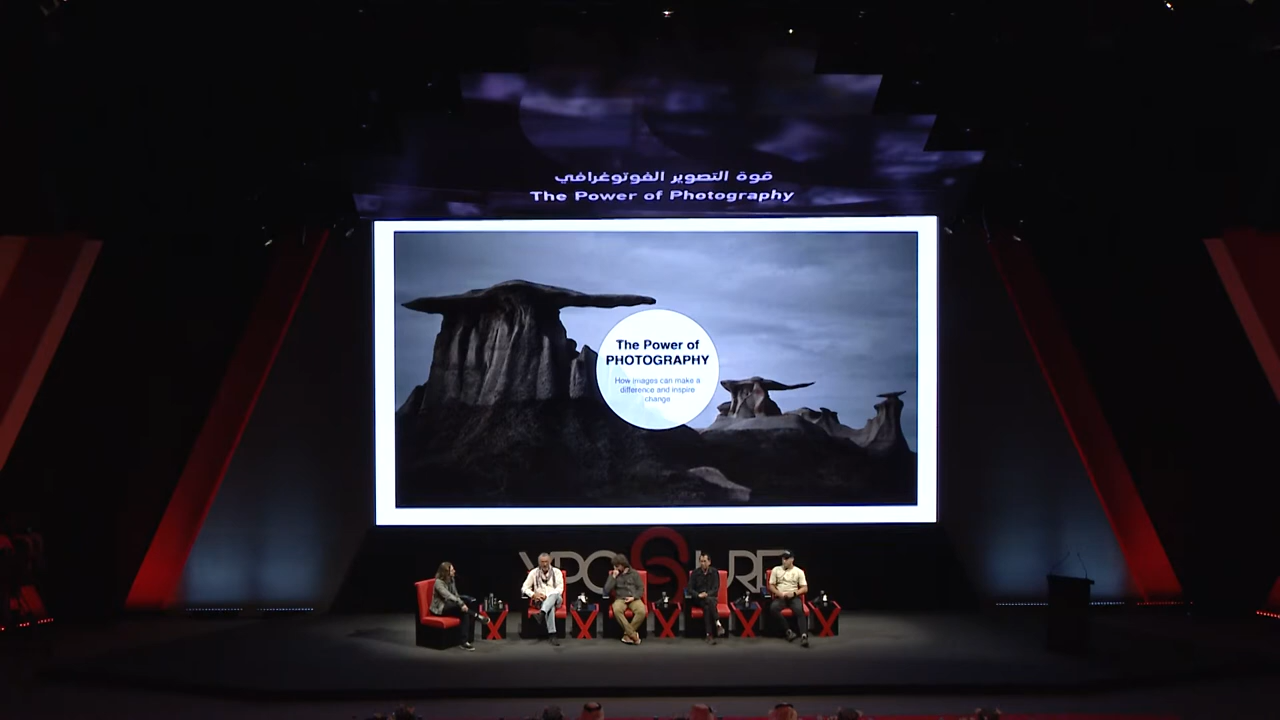 قوة التصوير الفوتوغرافي
The Power of Photography
The Power of
PHOTOGRAPHY
How images can make a
difference and inspire
change